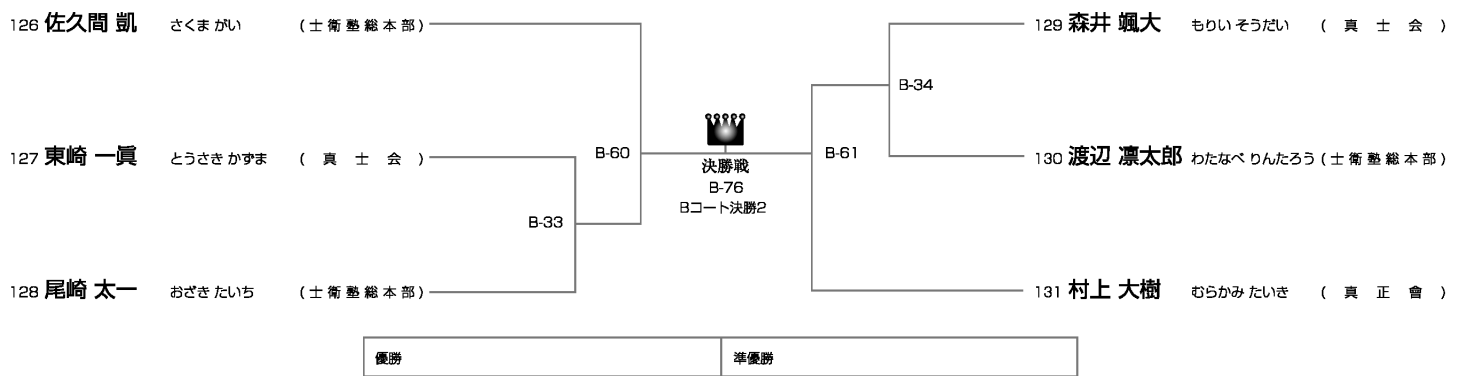 126 佐久間 凱 さくま がい (士衛塾総本部)
127 東崎 一眞 とうさき かずま (真士会)
128 尾崎 太一 おざき たいち (士衛塾総本部)
B-33
B-60
決勝戦
B-76
Bコート決勝2
B-61
B-34
129 森井 颯大 もりい そうだい (真士会)
130 渡辺 凛太郎 わたなべ りんたろう (士衛塾総本部)
131 村上 大樹 むらかみ たいき (真正會)
優勝 準優勝